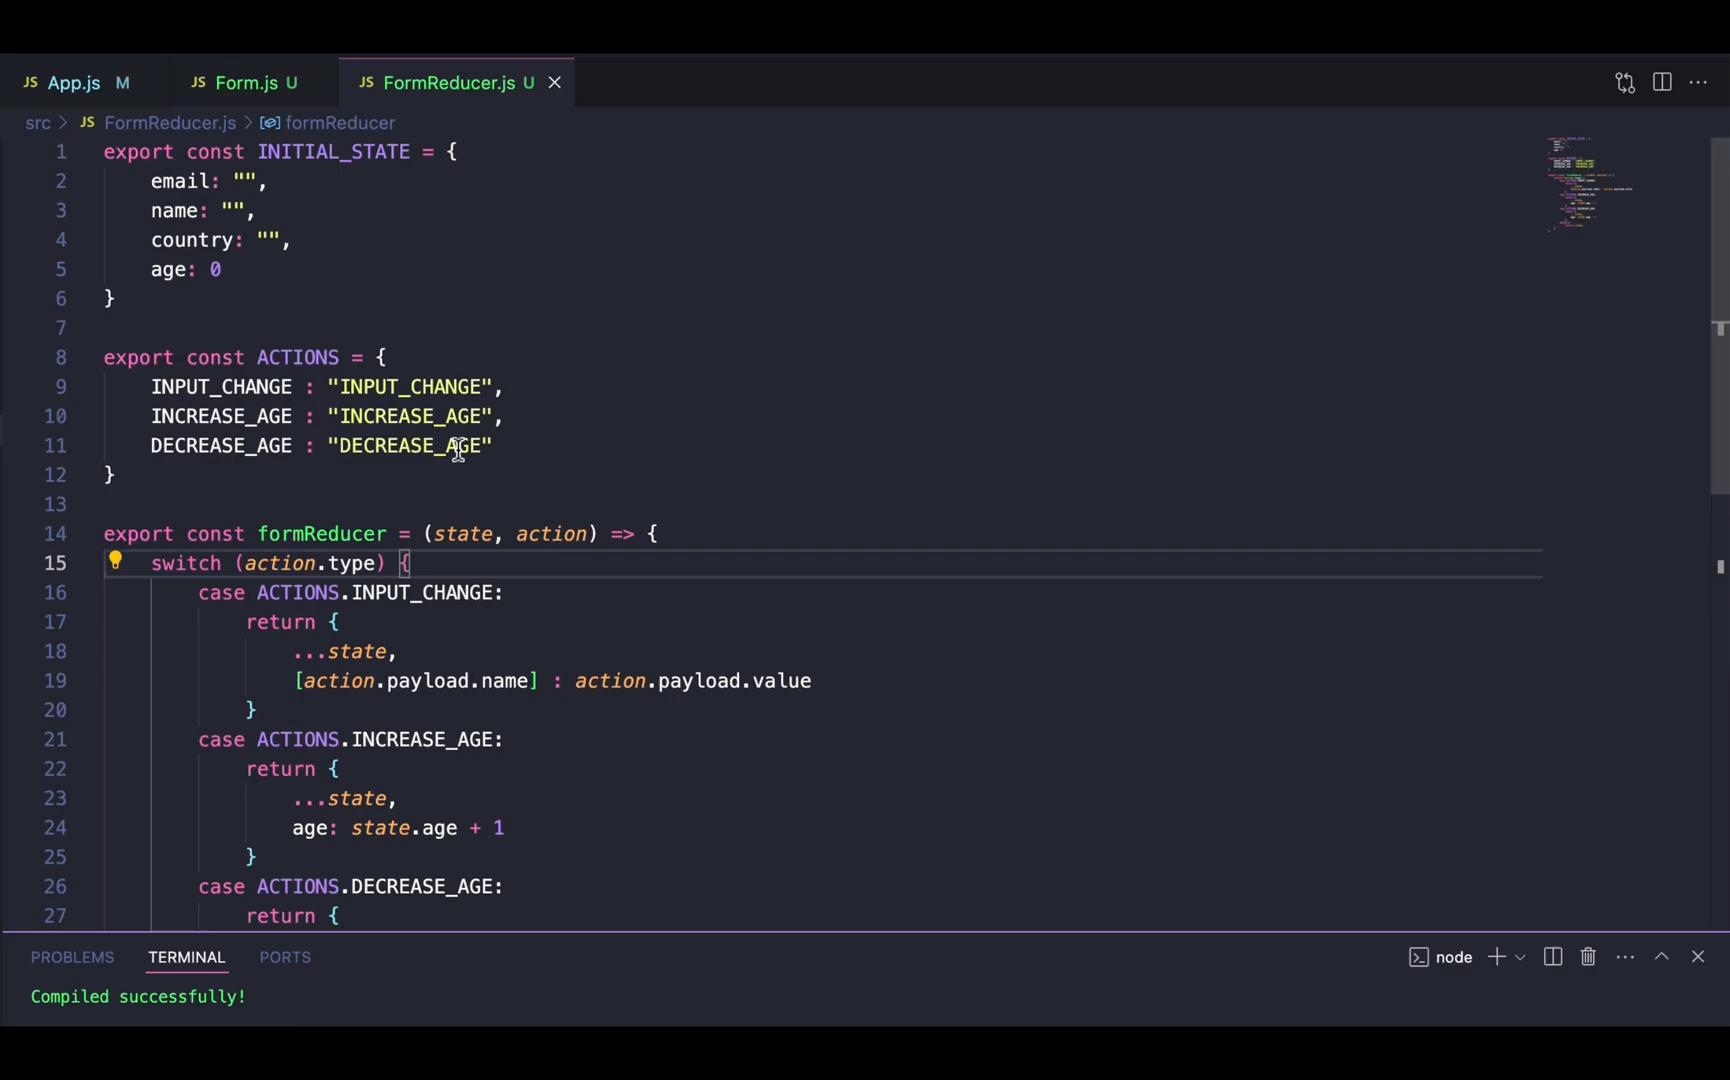 JS App.js M JS Form.js U JS FormReducer.js U
src > JS FormReducer.js > formReducer
1 export const INITIAL_STATE = {
2 email: "",
3 name: "",
4 country: "",
5 age: 0
6 }
7
8 export const ACTIONS = {
9 INPUT_CHANGE : "INPUT_CHANGE",
10 INCREASE_AGE : "INCREASE_AGE",
11 DECREASE_AGE : "DECREASE_AGE"
12 }
13
14 export const formReducer = (state, action) => {
15 switch (action.type) {
16 case ACTIONS.INPUT_CHANGE:
17 return {
18 ...state,
19 [action.payload.name] : action.payload.value
20 }
21 case ACTIONS.INCREASE_AGE:
22 return {
23 ...state,
24 age: state.age + 1
25 }
26 case ACTIONS.DECREASE_AGE:
27 return {
PROBLEMS TERMINAL PORTS node
Compiled successfully!